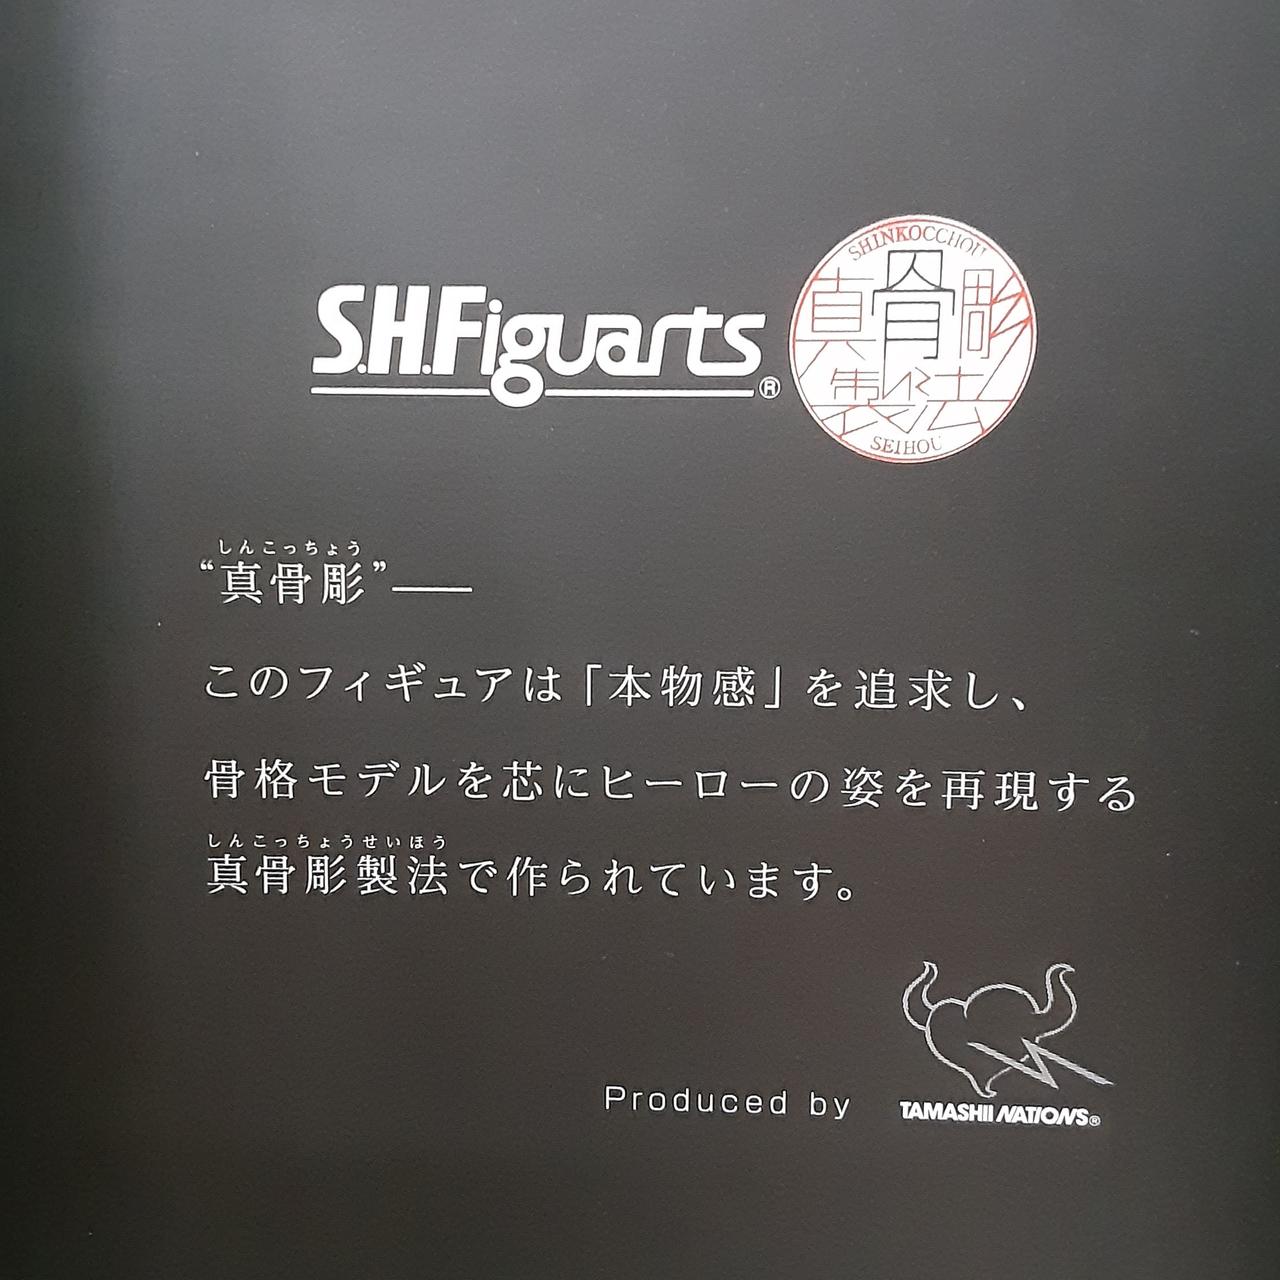 S.H.Figuarts®
SHINKOCCHOU
真骨彫
製法
SEIHOU
しんこっちょう
“真骨彫”――
このフィギュアは「本物感」を追求し、
骨格モデルを芯にヒーローの姿を再現する
しんこっちょうせいほう
真骨彫製法で作られています。
Produced by
TAMASHII NATIONS®